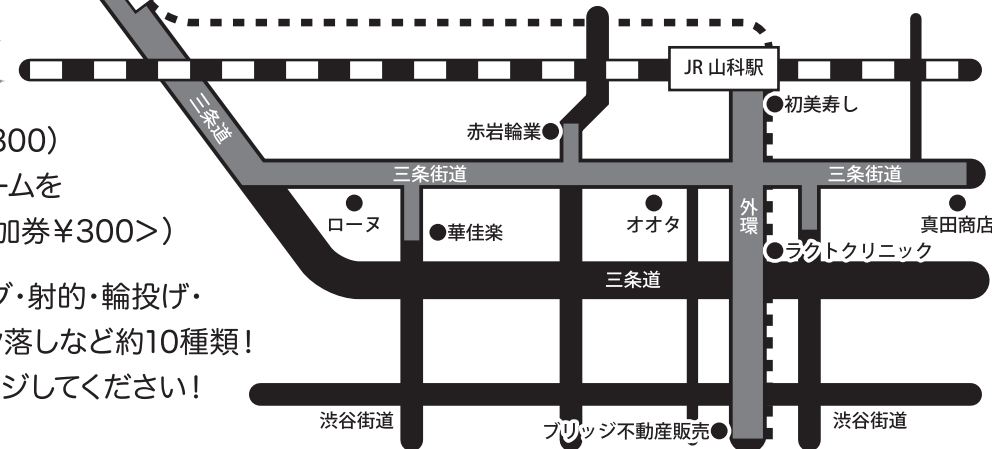 JR 山科駅
初美寿し
三条道
赤岩輪業
300）
三条街道
三条街道
ームを
外環
ローヌ
華佳楽
オオタ
真田商店
加券￥300>）
ラクトクリニック
三条道
グ・射的・輪投げ・
落しなど約10種類！
ジしてください！
渋谷街道
渋谷街道
ブリッジ不動産販売